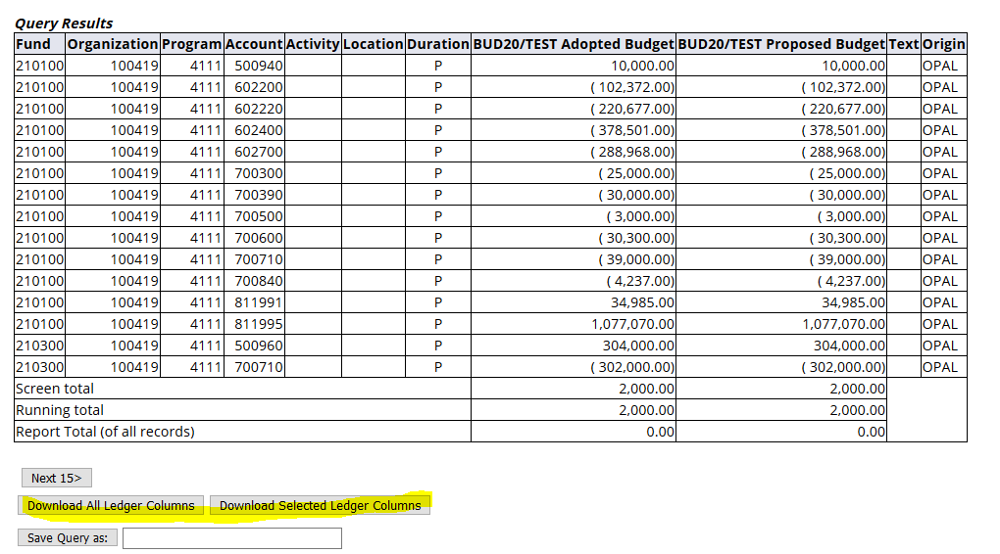 Query Results
Fund Organization Program Account Activity Location Duration BUD20/TEST Adopted Budget BUD20/TEST Proposed Budget Text Origin
210100 100419 4111 500940 P 10,000.00 10,000.00 OPAL
210100 100419 4111 602200 P ( 102,372.00) ( 102,372.00) OPAL
210100 100419 4111 602220 P ( 220,677.00) ( 220,677.00) OPAL
210100 100419 4111 602400 P ( 378,501.00) ( 378,501.00) OPAL
210100 100419 4111 602700 P ( 288,968.00) ( 288,968.00) OPAL
210100 100419 4111 700300 P ( 25,000.00) ( 25,000.00) OPAL
210100 100419 4111 700390 P ( 30,000.00) ( 30,000.00) OPAL
210100 100419 4111 700500 P ( 3,000.00) ( 3,000.00) OPAL
210100 100419 4111 700600 P ( 30,300.00) ( 30,300.00) OPAL
210100 100419 4111 700710 P ( 39,000.00) ( 39,000.00) OPAL
210100 100419 4111 700840 P ( 4,237.00) ( 4,237.00) OPAL
210100 100419 4111 811991 P 34,985.00 34,985.00 OPAL
210100 100419 4111 811995 P 1,077,070.00 1,077,070.00 OPAL
210300 100419 4111 500960 P 304,000.00 304,000.00 OPAL
210300 100419 4111 700710 P ( 302,000.00) ( 302,000.00) OPAL
Screen total 2,000.00 2,000.00
Running total 2,000.00 2,000.00
Report Total (of all records) 0.00 0.00
Next 15>
Download All Ledger Columns Download Selected Ledger Columns
Save Query as: